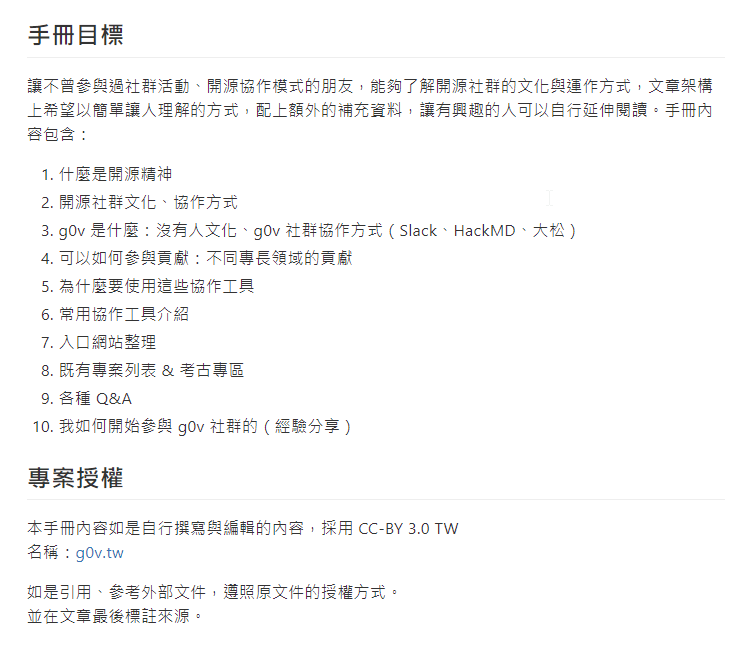 手冊目標
讓不曾參與過社群活動、開源協作模式的朋友，能夠了解開源社群的文化與運作方式，文章架構
上希望以簡單讓人理解的方式，配上額外的補充資料，讓有興趣的人可以自行延伸閱讀。手冊內
容包含：
1. 什麼是開源精神
2. 開源社群文化、協作方式
3. g0v 是什麼：沒有人文化、g0v 社群協作方式（Slack、HackMD、大松）
4. 可以如何參與貢獻：不同專長領域的貢獻
5. 為什麼要使用這些協作工具
6. 常用協作工具介紹
7. 入口網站整理
8. 既有專案列表 & 考古專區
9. 各種 Q&A
10. 我如何開始參與 g0v 社群的（經驗分享）
專案授權
本手冊內容如是自行撰寫與編輯的內容，採用 CC-BY 3.0 TW
名稱：g0v.tw
如是引用、參考外部文件，遵照原文件的授權方式。
並在文章最後標註來源。